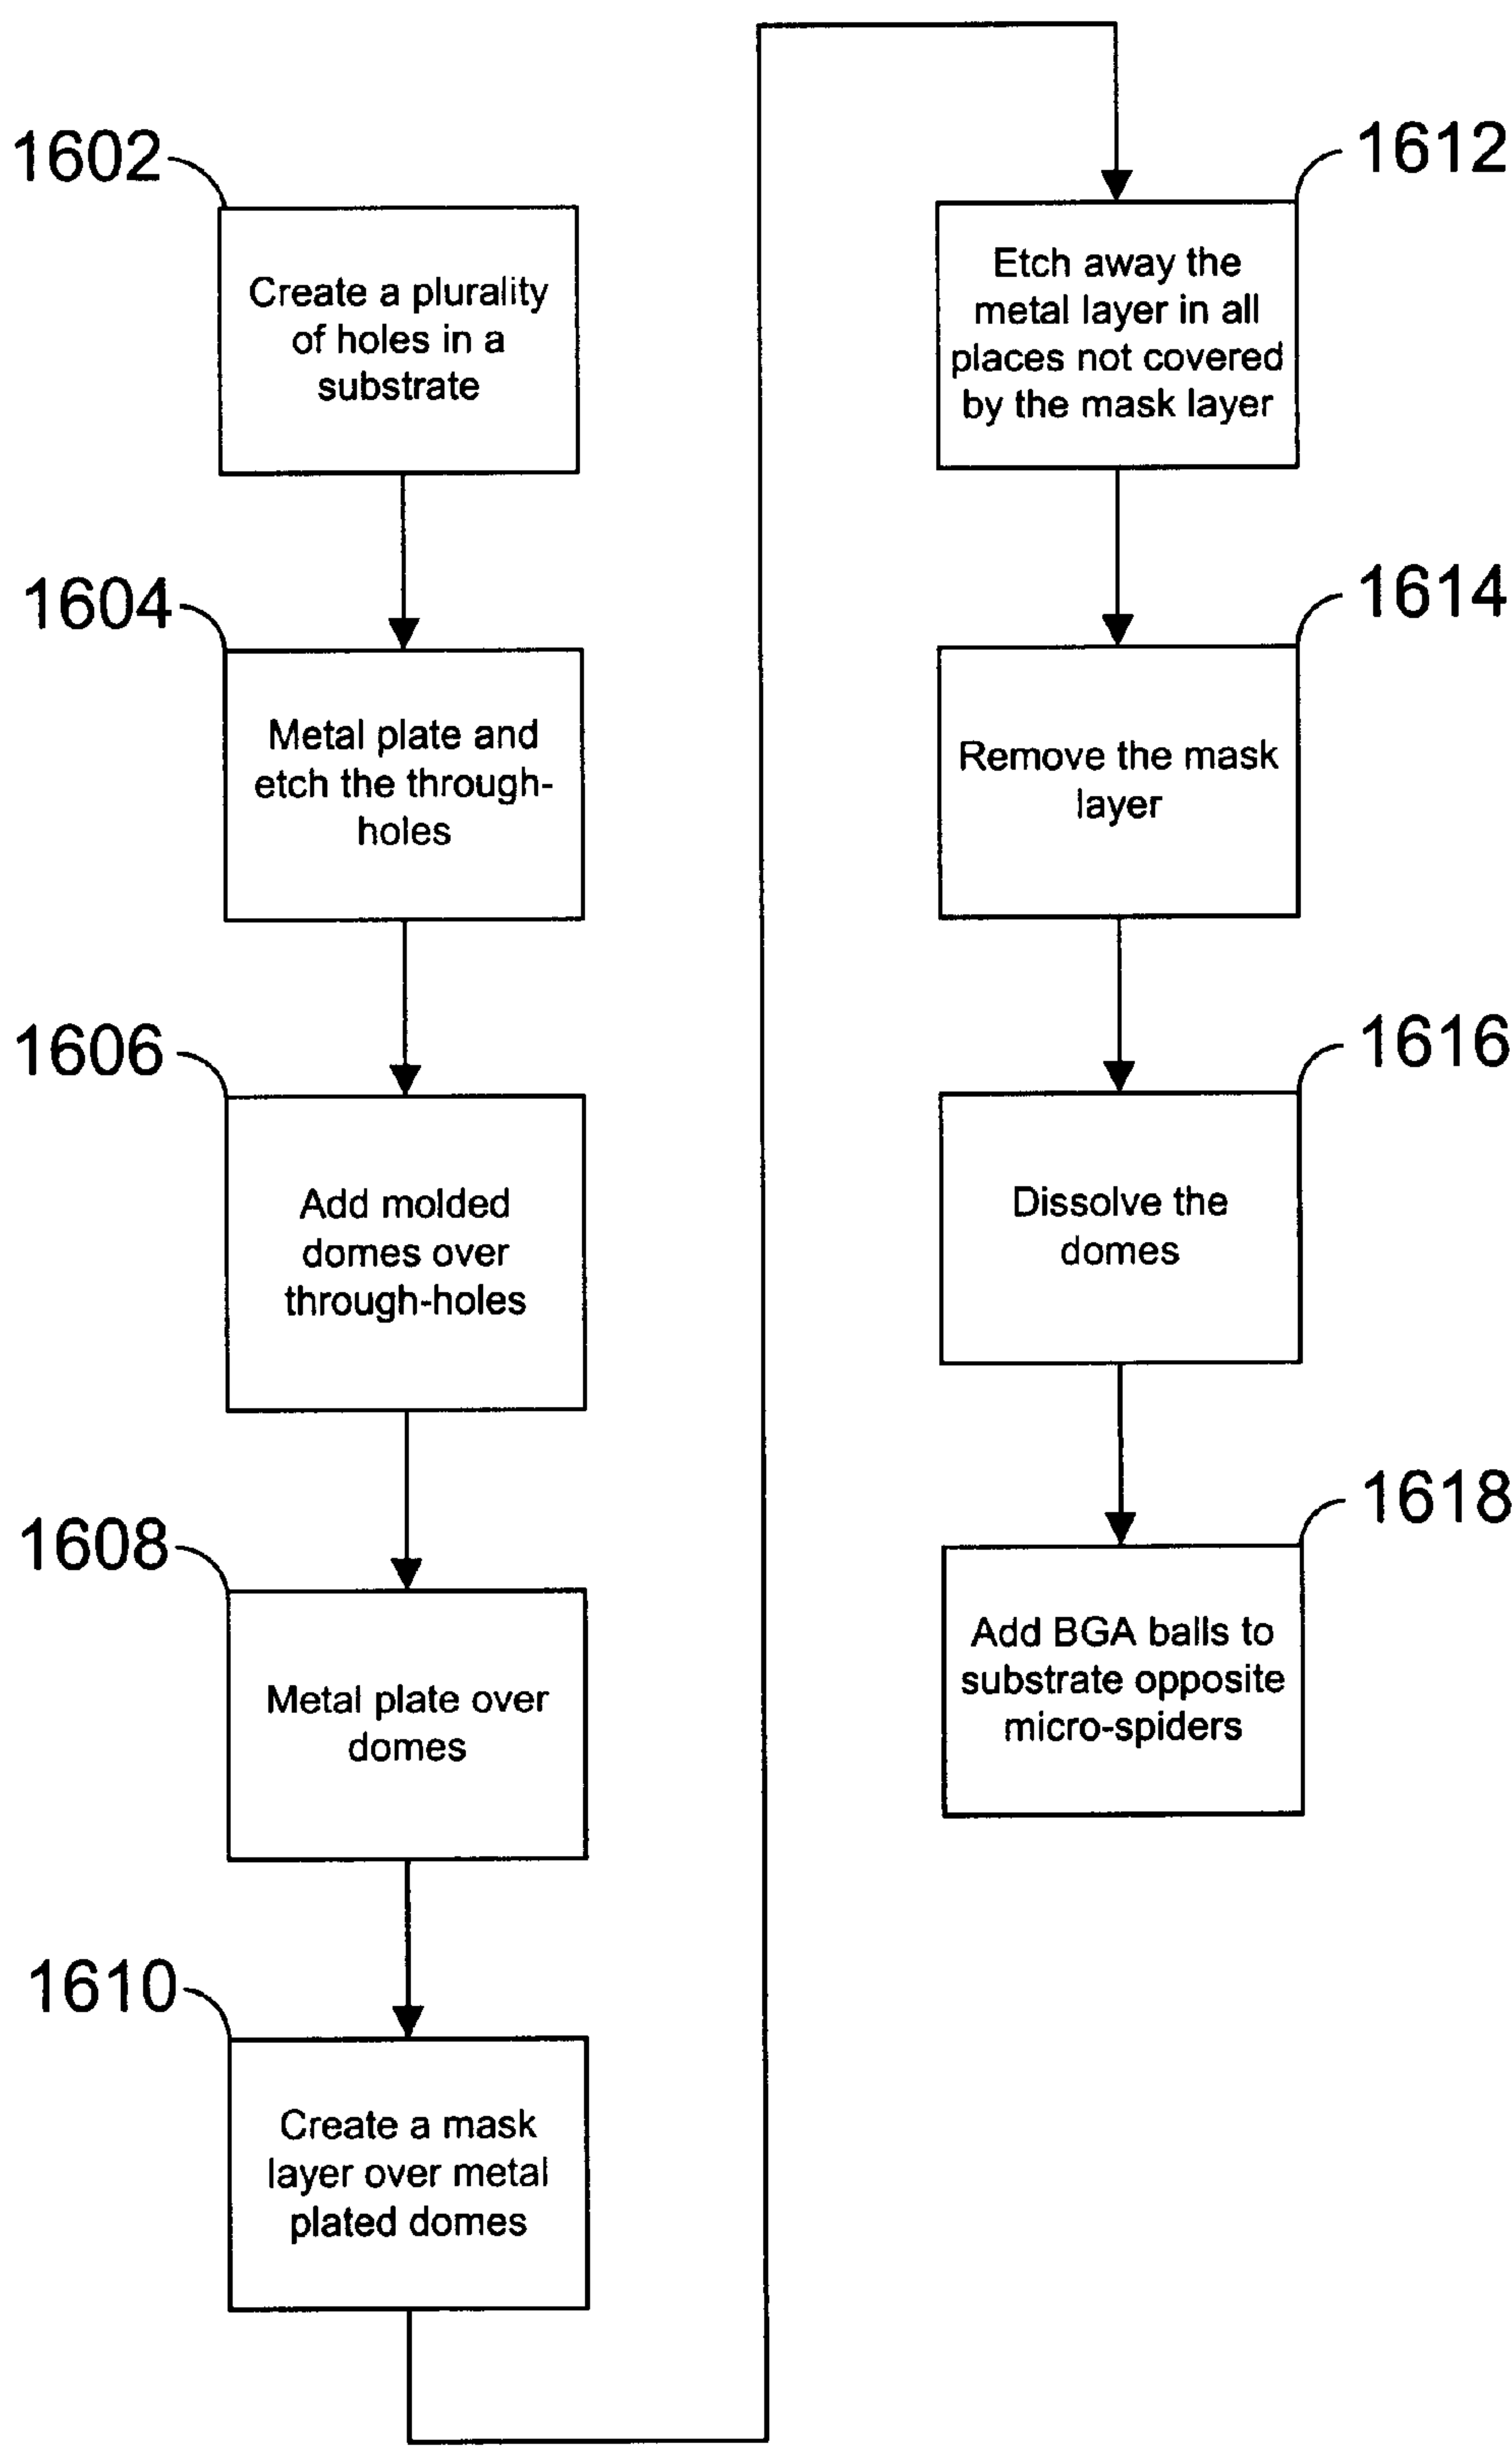 1602
Create a plurality
of holes in a
substrate
1604
Metal plate and
etch the through-
holes
1606
Add molded
domes over
through-holes
1608
Metal plate over
domes
1610
Create a mask
layer over metal
plated domes
1612
Etch away the
metal layer in all
places not covered
by the mask layer
1614
Remove the mask
layer
1616
Dissolve the
domes
1618
Add BGA balls to
substrate opposite
micro-spiders